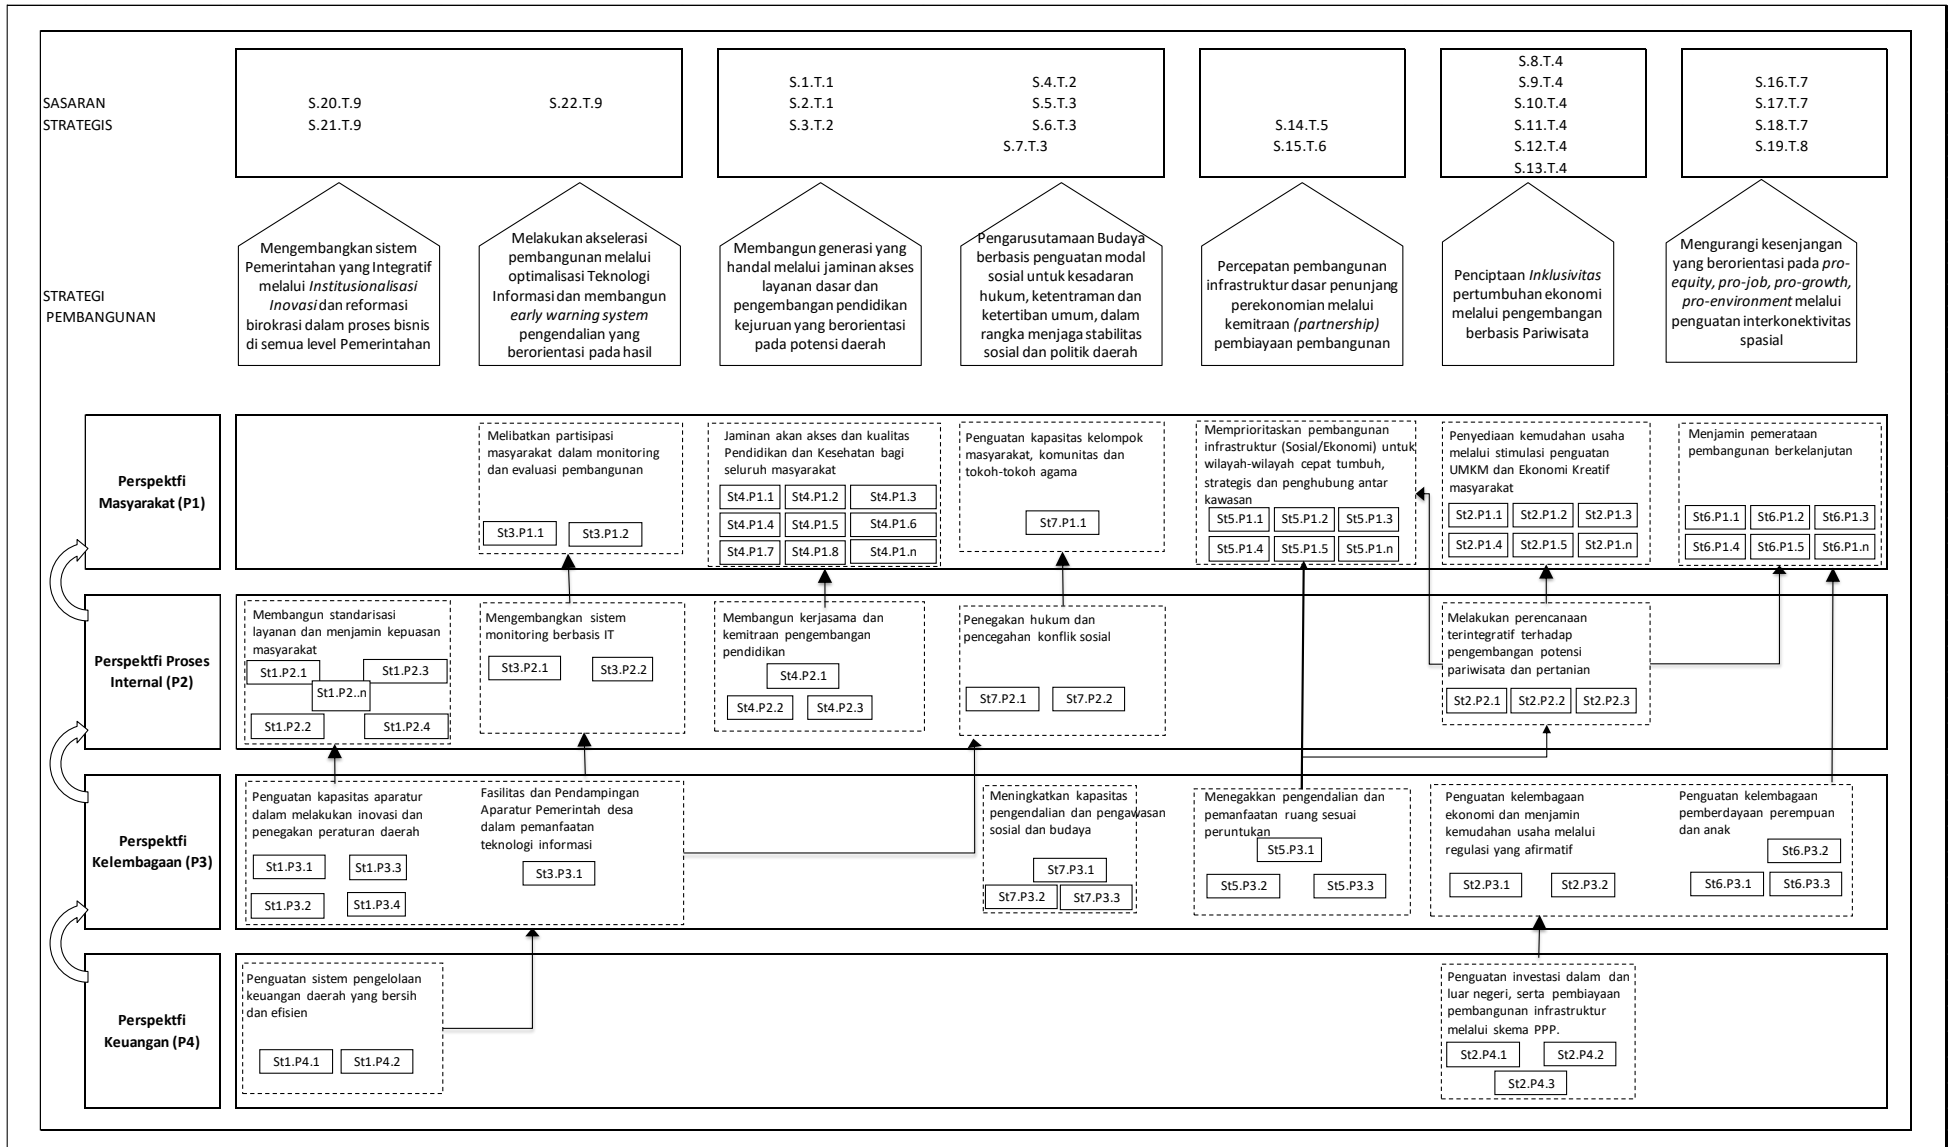 SASARAN
STRATEGIS
S.20.T.9
S.21.T.9
S.22.T.9
S.1.T.1
S.2.T.1
S.3.T.2
S.4.T.2
S.5.T.3
S.6.T.3
S.7.T.3
S.14.T.5
S.15.T.6
S.8.T.4
S.9.T.4
S.10.T.4
S.11.T.4
S.12.T.4
S.13.T.4
S.16.T.7
S.17.T.7
S.18.T.7
S.19.T.8
STRATEGI
PEMBANGUNAN
Mengembangkan sistem
Pemerintahan yang Integratif
melalui Institusionalisasi
Inovasi dan reformasi
birokrasi dalam proses bisnis
di semua level Pemerintahan
Melakukan akselerasi
pembangunan melalui
optimalisasi Teknologi
Informasi dan membangun
early warning system
pengendalian yang
berorientasi pada hasil
Membangun generasi yang
handal melalui jaminan akses
layanan dasar dan
pengembangan pendidikan
kejuruan yang berorientasi
pada potensi daerah
Pengarusutamaan Budaya
berbasis penguatan modal
sosial untuk kesadaran
hukum, ketentraman dan
ketertiban umum, dalam
rangka menjaga stabilitas
sosial dan politik daerah
Percepatan pembangunan
infrastruktur dasar penunjang
perekonomian melalui
kemitraan (partnership)
pembiayaan pembangunan
Penciptaan Inklusivitas
pertumbuhan ekonomi
melalui pengembangan
berbasis Pariwisata
Mengurangi kesenjangan
yang berorientasi pada pro-
equity, pro-job, pro-growth,
pro-environment melalui
penguatan interkonektivitas
spasial
Perspektfi
Masyarakat (P1)
Melibatkan partisipasi
masyarakat dalam monitoring
dan evaluasi pembangunan
St3.P1.1
St3.P1.2
Jaminan akan akses dan kualitas
Pendidikan dan Kesehatan bagi
seluruh masyarakat
St4.P1.1 St4.P1.2 St4.P1.3
St4.P1.4 St4.P1.5 St4.P1.6
St4.P1.7 St4.P1.8 St4.P1.n
Penguatan kapasitas kelompok
masyarakat, komunitas dan
tokoh-tokoh agama
St7.P1.1
Memprioritaskan pembangunan
infrastruktur (Sosial/Ekonomi) untuk
wilayah-wilayah cepat tumbuh,
strategis dan penghubung antar
kawasan
St5.P1.1 St5.P1.2 St5.P1.3
St5.P1.4 St5.P1.5 St5.P1.n
Penyediaan kemudahan usaha
melalui stimulasi penguatan
UMKM dan Ekonomi Kreatif
masyarakat
St2.P1.1 St2.P1.2 St2.P1.3
St2.P1.4 St2.P1.5 St2.P1.n
Menjamin pemerataan
pembangunan berkelanjutan
St6.P1.1 St6.P1.2 St6.P1.3
St6.P1.4 St6.P1.5 St6.P1.n
Perspektfi Proses
Internal (P2)
Membangun standarisasi
layanan dan menjamin kepuasan
masyarakat
St1.P2.1 St1.P2.3
St1.P2..n
St1.P2.2 St1.P2.4
Mengembangkan sistem
monitoring berbasis IT
St3.P2.1 St3.P2.2
Membangun kerjasama dan
kemitraan pengembangan
pendidikan
St4.P2.1
St4.P2.2 St4.P2.3
Penegakan hukum dan
pencegahan konflik sosial
St7.P2.1 St7.P2.2
Melakukan perencanaan
terintegratif terhadap
pengembangan potensi
pariwisata dan pertanian
St2.P2.1 St2.P2.2 St2.P2.3
Perspektfi
Kelembagaan (P3)
Penguatan kapasitas aparatur
dalam melakukan inovasi dan
penegakan peraturan daerah
St1.P3.1 St1.P3.3
St1.P3.2 St1.P3.4
Fasilitas dan Pendampingan
Aparatur Pemerintah desa
dalam pemanfaatan
teknologi informasi
St3.P3.1
Meningkatkan kapasitas
pengendalian dan pengawasan
sosial dan budaya
St7.P3.1
St7.P3.2 St7.P3.3
Menegakkan pengendalian dan
pemanfaatan ruang sesuai
peruntukan
St5.P3.1
St5.P3.2 St5.P3.3
Penguatan kelembagaan
ekonomi dan menjamin
kemudahan usaha melalui
regulasi yang afirmatif
St2.P3.1 St2.P3.2
Penguatan kelembagaan
pemberdayaan perempuan
dan anak
St6.P3.2
St6.P3.1 St6.P3.3
Perspektfi
Keuangan (P4)
Penguatan sistem pengelolaan
keuangan daerah yang bersih
dan efisien
St1.P4.1 St1.P4.2
Penguatan investasi dalam dan
luar negeri, serta pembiayaan
pembangunan infrastruktur
melalui skema PPP.
St2.P4.1 St2.P4.2
St2.P4.3